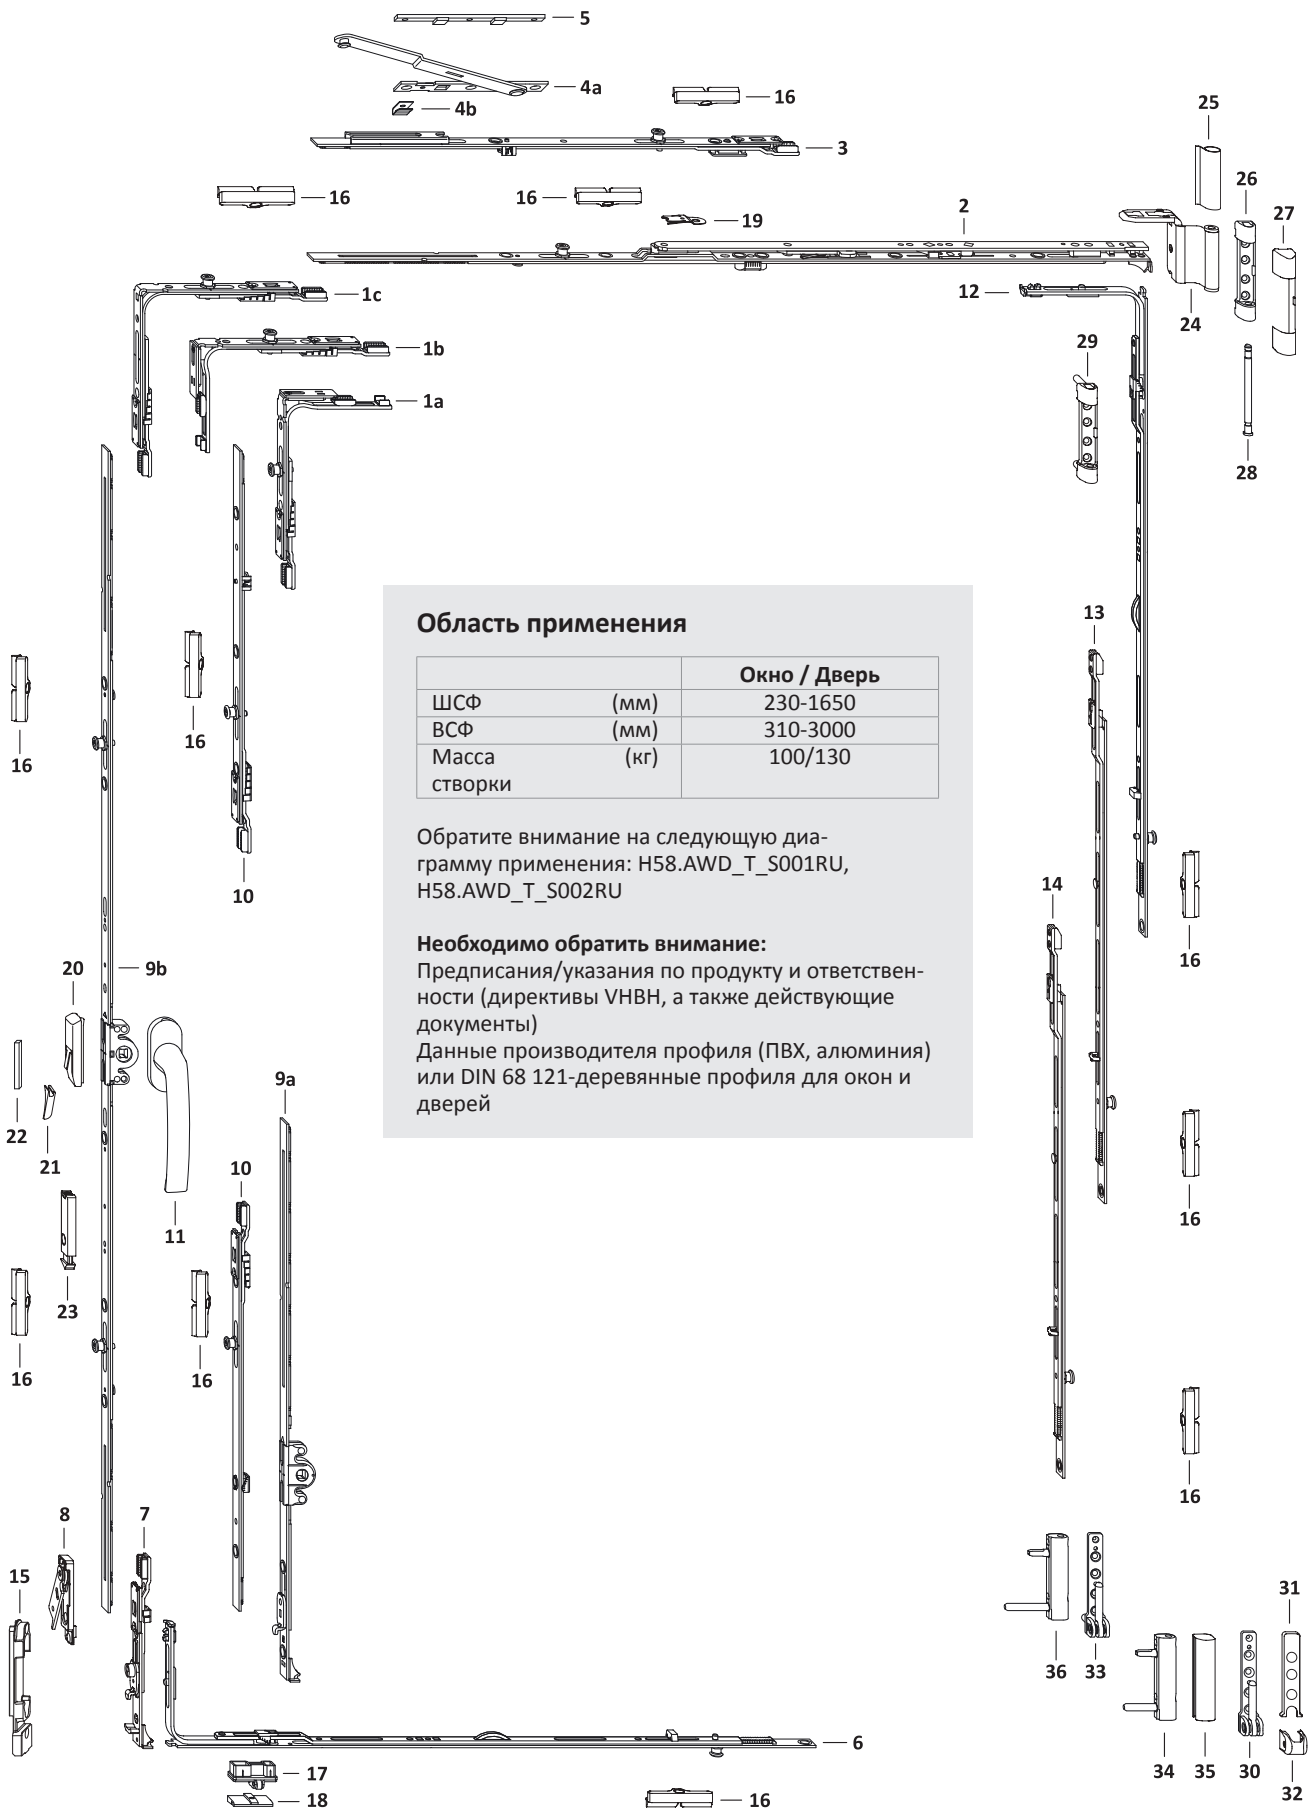 5
4a
4b
16
3
25
16
16
19
2
26
27
1c
12
24
1b
29
1a
28
Область применения
Окно / Дверь
ШСФ (мм) 230-1650
ВСФ (мм) 310-3000
Масса (кг) 100/130
створки
Обратите внимание на следующую диа-
грамму применения: H58.AWD_T_S001RU,
H58.AWD_T_S002RU
Необходимо обратить внимание:
Предписания/указания по продукту и ответствен-
ности (директивы VHBH, а также действующие
документы)
Данные производителя профиля (ПВХ, алюминия)
или DIN 68 121-деревянные профиля для окон и
дверей
13
16
16
10
14
20
9b
16
9a
22
21
10
11
16
23
16
16
8
7
16
15
31
36
33
6
34
35
30
32
17
18
16